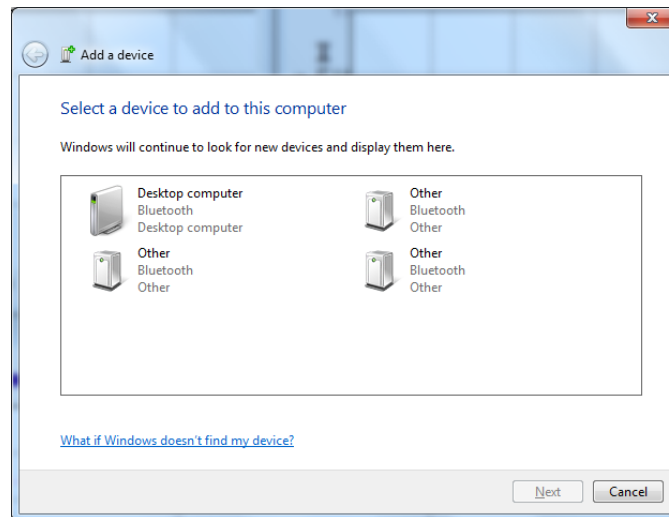 Add a device
Select a device to add to this computer
Windows will continue to look for new devices and display them here.
Desktop computer
Bluetooth
Desktop computer
Other
Bluetooth
Other
Other
Bluetooth
Other
Other
Bluetooth
Other
What if Windows doesn't find my device?
Next
Cancel